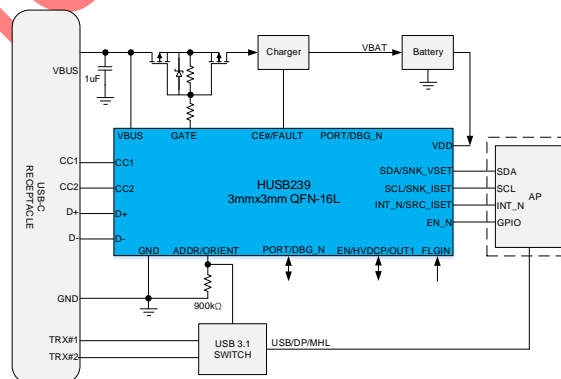 VBUS
1uF
Charger
VBAT
Battery
VBUS
GATE
CE#/FAULT
PORT/DBG_N
VDD
CC1
CC1
CC2
CC2
D+
D+
D-
D-
USB-C
RECEPTACLE
HUSB239
3mmx3mm QFN-16L
SDA/SNK_VSET
SDA
SCL/SNK_ISET
SCL
INT_N/SRC_ISET
INT_N
EN_N
GPIO
AP
GND
ADDR/ORIENT
PORT/DBG_N
EN/HVDCP/OUT1
FLGIN
GND
900kΩ
TRX#1
TRX#2
USB 3.1
SWITCH
USB/DP/MHL